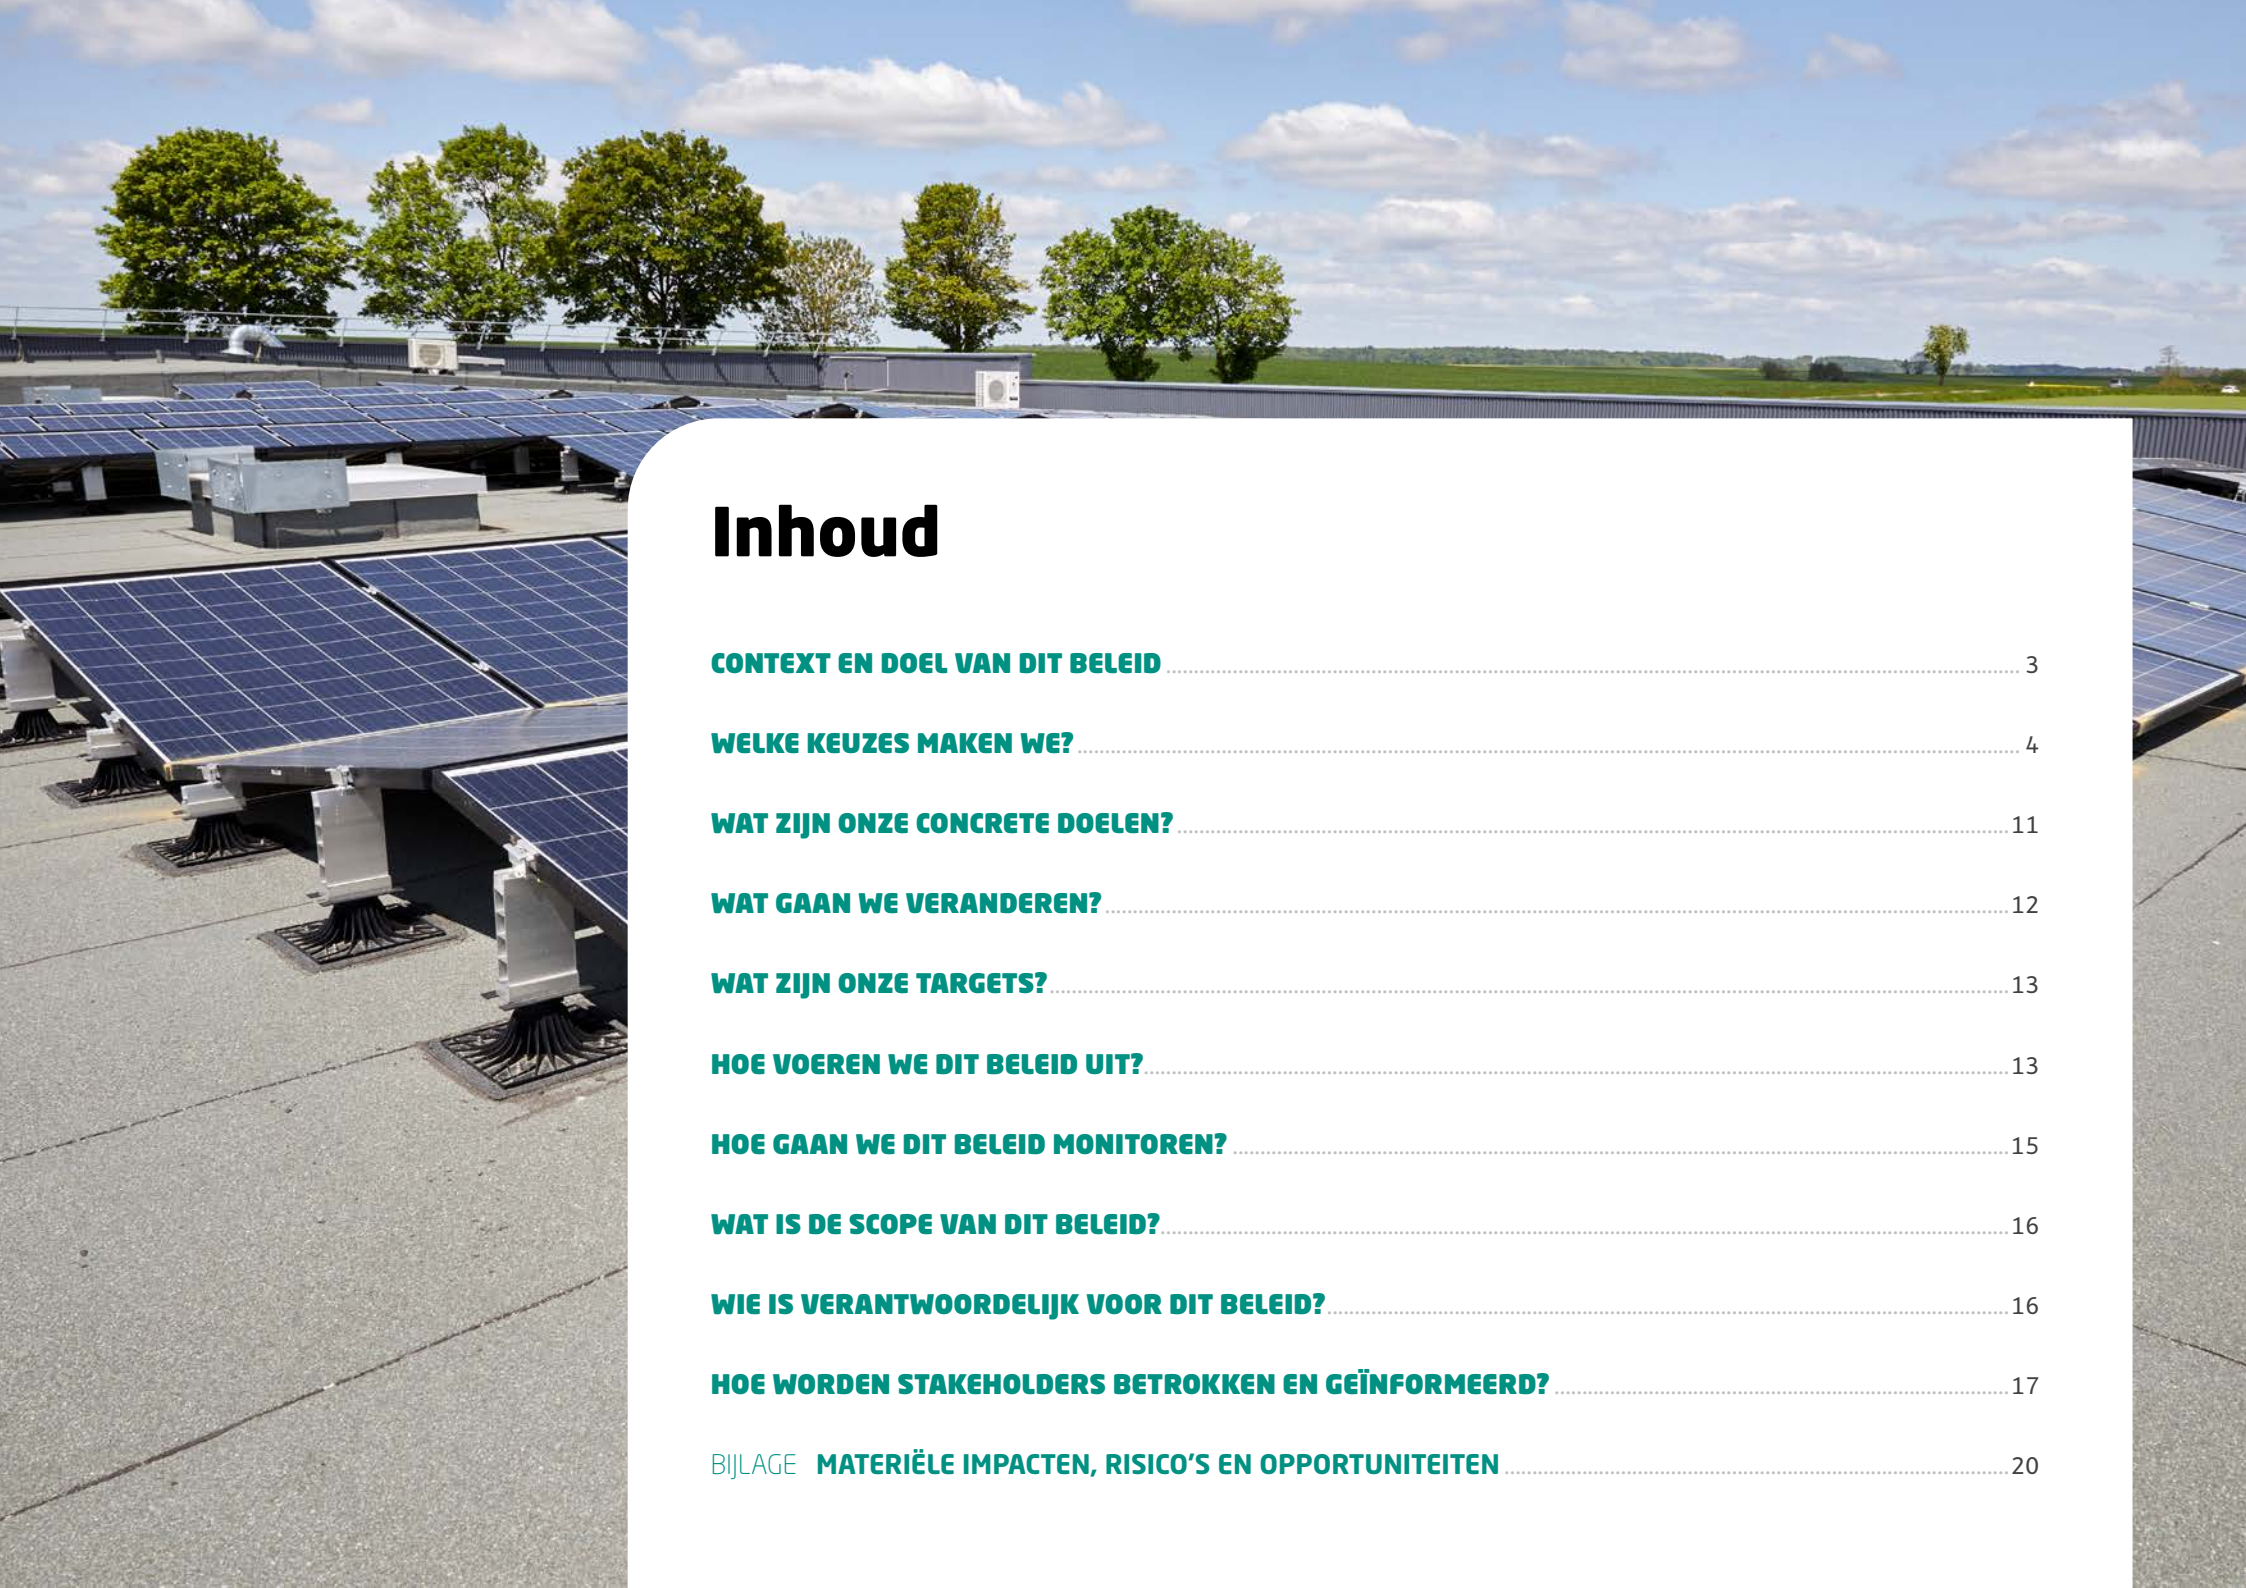 Inhoud
CONTEXT EN DOEL VAN DIT BELEID 3
WELKE KEUZES MAKEN WE? 4
WAT ZIJN ONZE CONCRETE DOELEN? 11
WAT GAAN WE VERANDEREN? 12
WAT ZIJN ONZE TARGETS? 13
HOE VOEREN WE DIT BELEID UIT? 13
HOE GAAN WE DIT BELEID MONITOREN? 15
WAT IS DE SCOPE VAN DIT BELEID? 16
WIE IS VERANTWOORDELIJK VOOR DIT BELEID? 16
HOE WORDEN STAKEHOLDERS BETROKKEN EN GEÏNFORMEERD? 17
BIJLAGE MATERIËLE IMPACTEN, RISICO'S EN OPPORTUNITEITEN 20